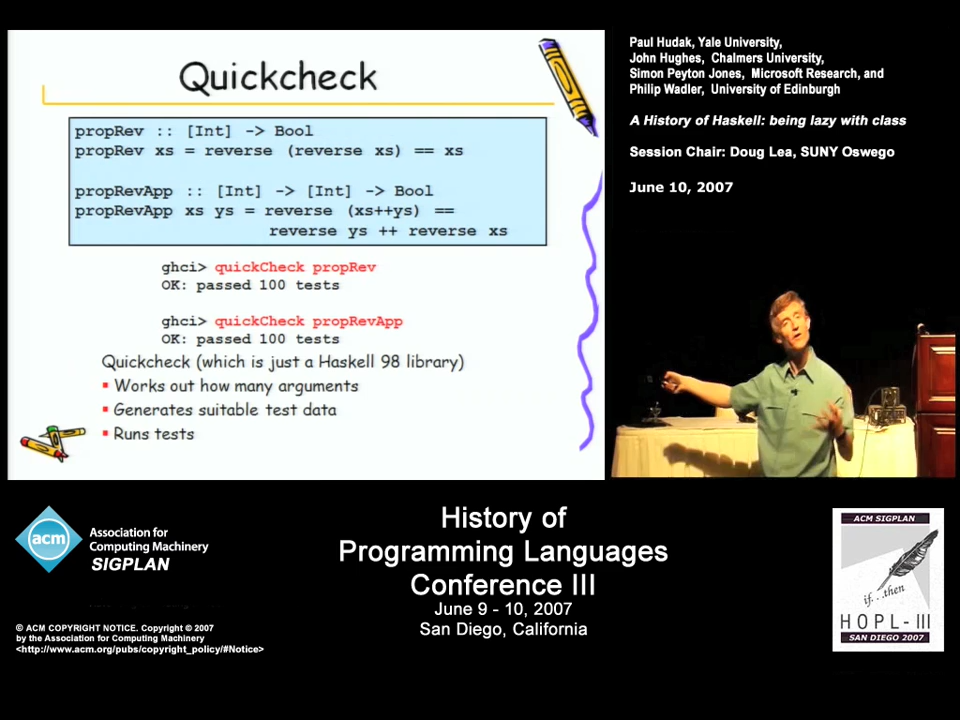 Quickcheck
propRev :: [Int] -> Bool
propRev xs = reverse (reverse xs) == xs
propRevApp :: [Int] -> [Int] -> Bool
propRevApp xs ys = reverse (xs++ys) ==
reverse ys ++ reverse xs
ghci> quickCheck propRev
OK: passed 100 tests
ghci> quickCheck propRevApp
OK: passed 100 tests
Quickcheck (which is just a Haskell 98 library)
Works out how many arguments
Generates suitable test data
Runs tests
Paul Hudak, Yale University,
John Hughes, Chalmers University,
Simon Peyton Jones, Microsoft Research, and
Philip Wadler, University of Edinburgh
A History of Haskell: being lazy with class
Session Chair: Doug Lea, SUNY Oswego
June 10, 2007
acm
Association for
Computing Machinery
SIGPLAN
© ACM COPYRIGHT NOTICE. Copyright © 2007
by the Association for Computing Machinery
<http://www.acm.org/pubs/copyright_policy/#Notice>
History of
Programming Languages
Conference III
June 9 - 10, 2007
San Diego, California
ACM SIGPLAN
if. . .then
HOPL-III
SAN DIEGO 2007